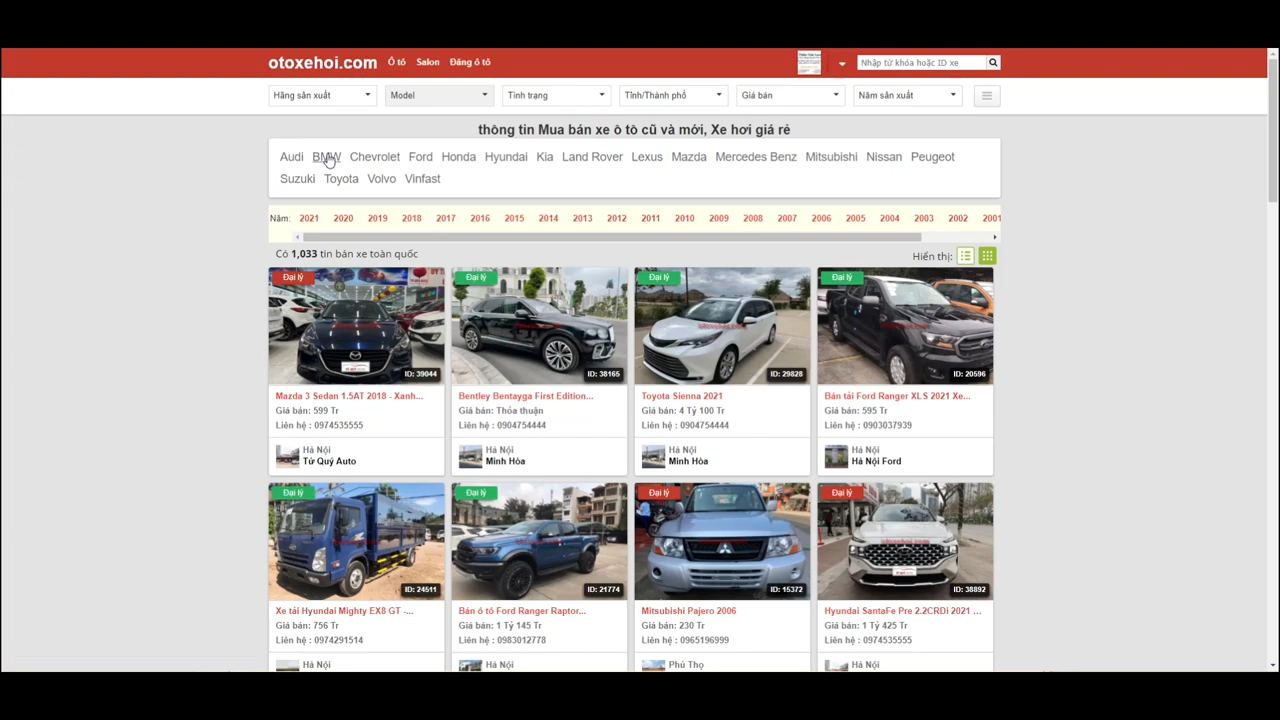 otoxehoi.com Ô tô Salon Đăng ô tô Nhập từ khóa hoặc ID xe
Hãng sản xuất Model Tình trạng Tỉnh/Thành phố Giá bán Năm sản xuất
thông tin Mua bán xe ô tô cũ và mới, Xe hơi giá rẻ
Audi BMW Chevrolet Ford Honda Hyundai Kia Land Rover Lexus Mazda Mercedes Benz Mitsubishi Nissan Peugeot
Suzuki Toyota Volvo Vinfast
Năm: 2021 2020 2019 2018 2017 2016 2015 2014 2013 2012 2011 2010 2009 2008 2007 2006 2005 2004 2003 2002 2001
Có 1,033 tin bán xe toàn quốc Hiển thị:
Đại lý Đại lý Đại lý Đại lý
ID: 39044 ID: 38165 ID: 29828 ID: 20596
Mazda 3 Sedan 1.5AT 2018 - Xanh... Bentley Bentayga First Edition... Toyota Sienna 2021 Bán tải Ford Ranger XLS 2021 Xe...
Giá bán: 599 Tr Giá bán: Thỏa thuận Giá bán: 4 Tỷ 100 Tr Giá bán: 595 Tr
Liên hệ : 0974535555 Liên hệ : 0904754444 Liên hệ : 0904754444 Liên hệ : 0903037939
Hà Nội Hà Nội Hà Nội Hà Nội
Tứ Quý Auto Minh Hòa Minh Hòa Hà Nội Ford
Đại lý Đại lý Đại lý Đại lý
ID: 24511 ID: 21774 ID: 15372 ID: 38892
Xe tải Hyundai Mighty EX8 GT -... Bán ô tô Ford Ranger Raptor... Mitsubishi Pajero 2006 Hyundai SantaFe Pre 2.2CRDi 2021 ...
Giá bán: 756 Tr Giá bán: 1 Tỷ 145 Tr Giá bán: 230 Tr Giá bán: 1 Tỷ 425 Tr
Liên hệ : 0974291514 Liên hệ : 0983012778 Liên hệ : 0965196999 Liên hệ : 0974535555
Hà Nội Hà Nội Phú Thọ Hà Nội